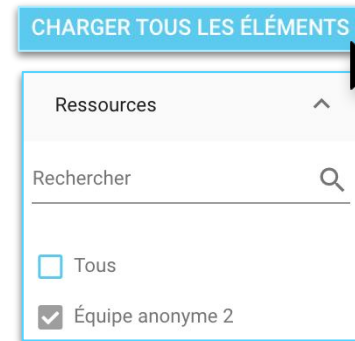 CHARGER TOUS LES ÉLÉMENTS
Ressources
Rechercher
Tous
Équipe anonyme 2